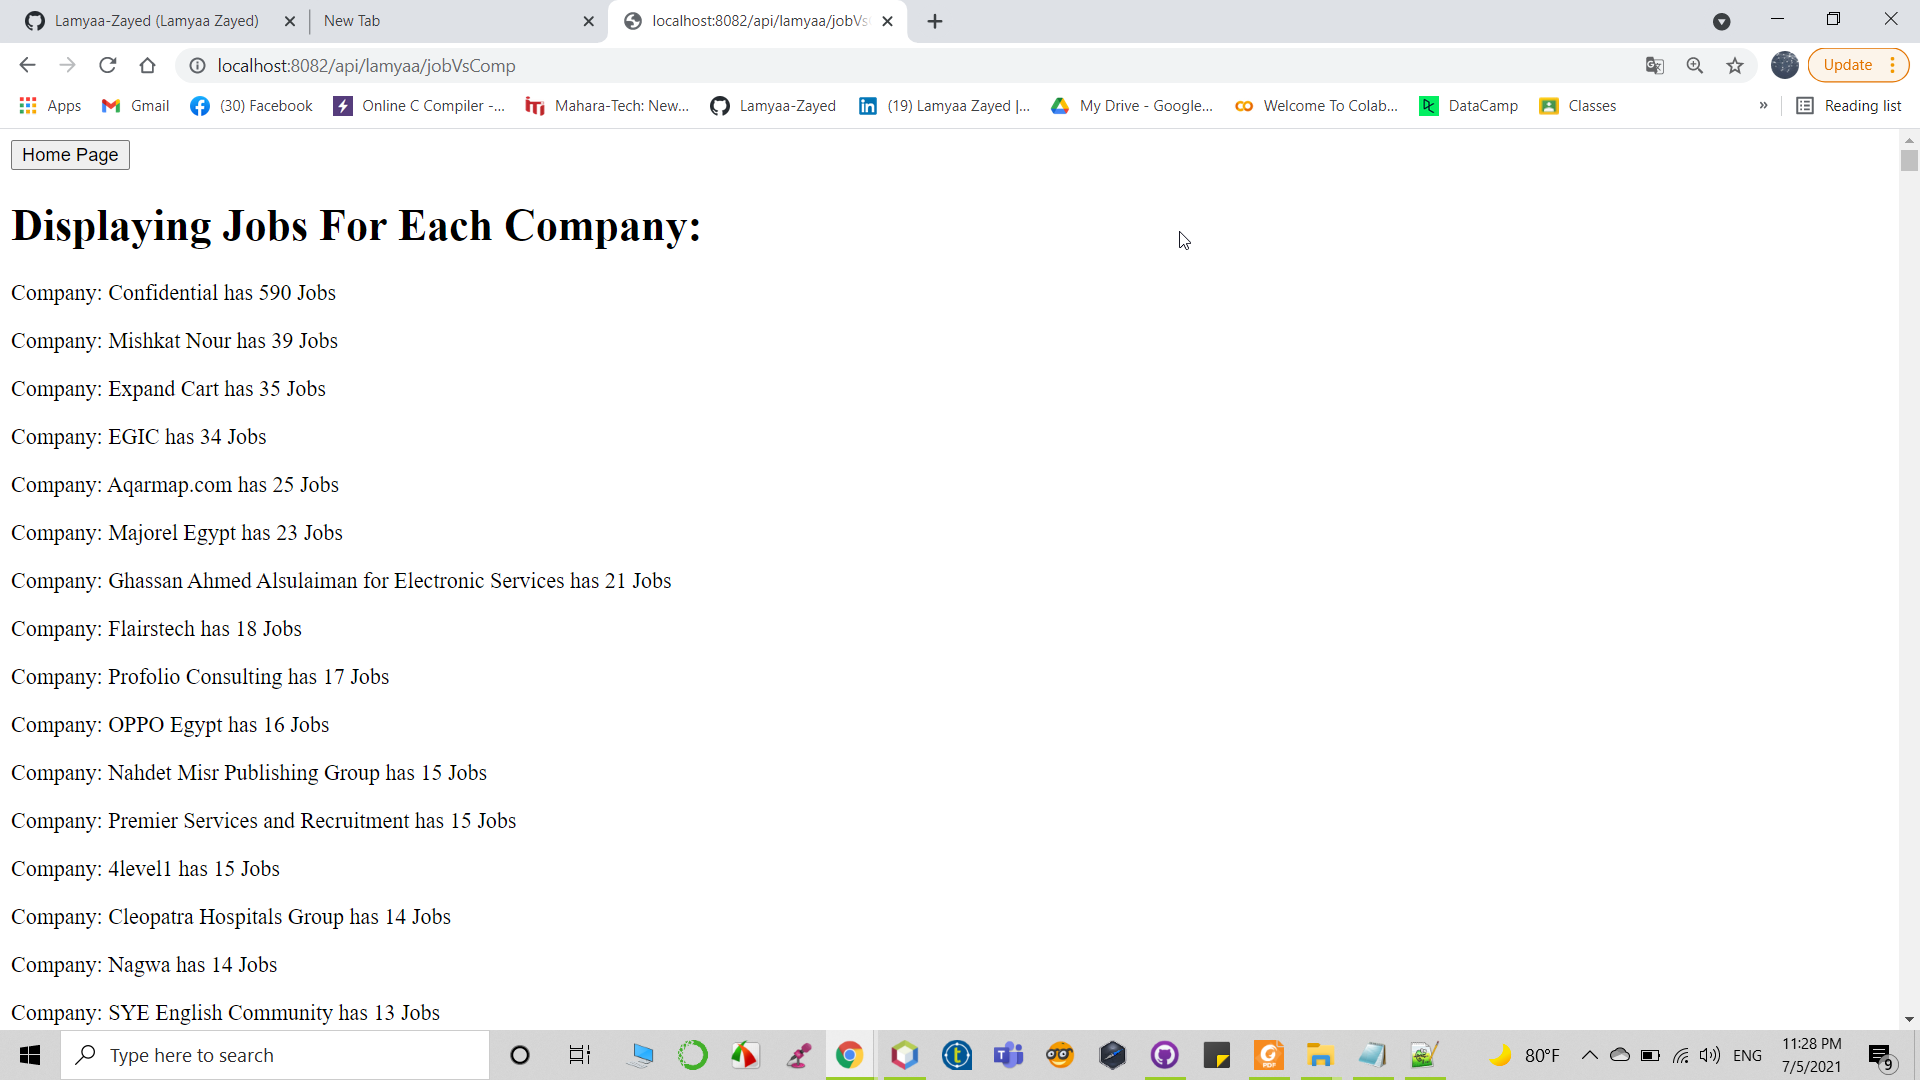 Lamyaa-Zayed (Lamyaa Zayed)
New Tab
localhost:8082/api/lamyaa/jobVs
localhost:8082/api/lamyaa/jobVsComp
Update
Apps
Gmail
(30) Facebook
Online C Compiler -...
Mahara-Tech: New...
Lamyaa-Zayed
(19) Lamyaa Zayed |...
My Drive - Google...
Welcome To Colab...
DataCamp
Classes
»
Reading list
Home Page
Displaying Jobs For Each Company:
Company: Confidential has 590 Jobs
Company: Mishkat Nour has 39 Jobs
Company: Expand Cart has 35 Jobs
Company: EGIC has 34 Jobs
Company: Aqarmap.com has 25 Jobs
Company: Majorel Egypt has 23 Jobs
Company: Ghassan Ahmed Alsulaiman for Electronic Services has 21 Jobs
Company: Flairstech has 18 Jobs
Company: Profolio Consulting has 17 Jobs
Company: OPPO Egypt has 16 Jobs
Company: Nahdet Misr Publishing Group has 15 Jobs
Company: Premier Services and Recruitment has 15 Jobs
Company: 4level1 has 15 Jobs
Company: Cleopatra Hospitals Group has 14 Jobs
Company: Nagwa has 14 Jobs
Company: SYE English Community has 13 Jobs
Type here to search
80°F
ENG
11:28 PM
7/5/2021
9